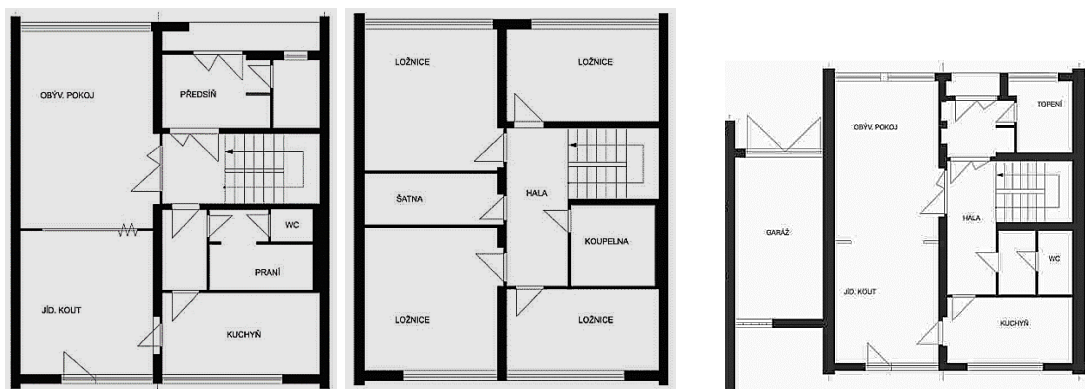 OBÝV. POKOJ
PŘEDSÍŇ
WC
PRANÍ
JÍD. KOUT
KUCHYŇ
LOŽNICE
LOŽNICE
ŠATNA
HALA
KOUPELNA
LOŽNICE
LOŽNICE
TOPENÍ
OBÝV. POKOJ
GARÁŽ
HALA
WC
JÍD. KOUT
KUCHYŇ